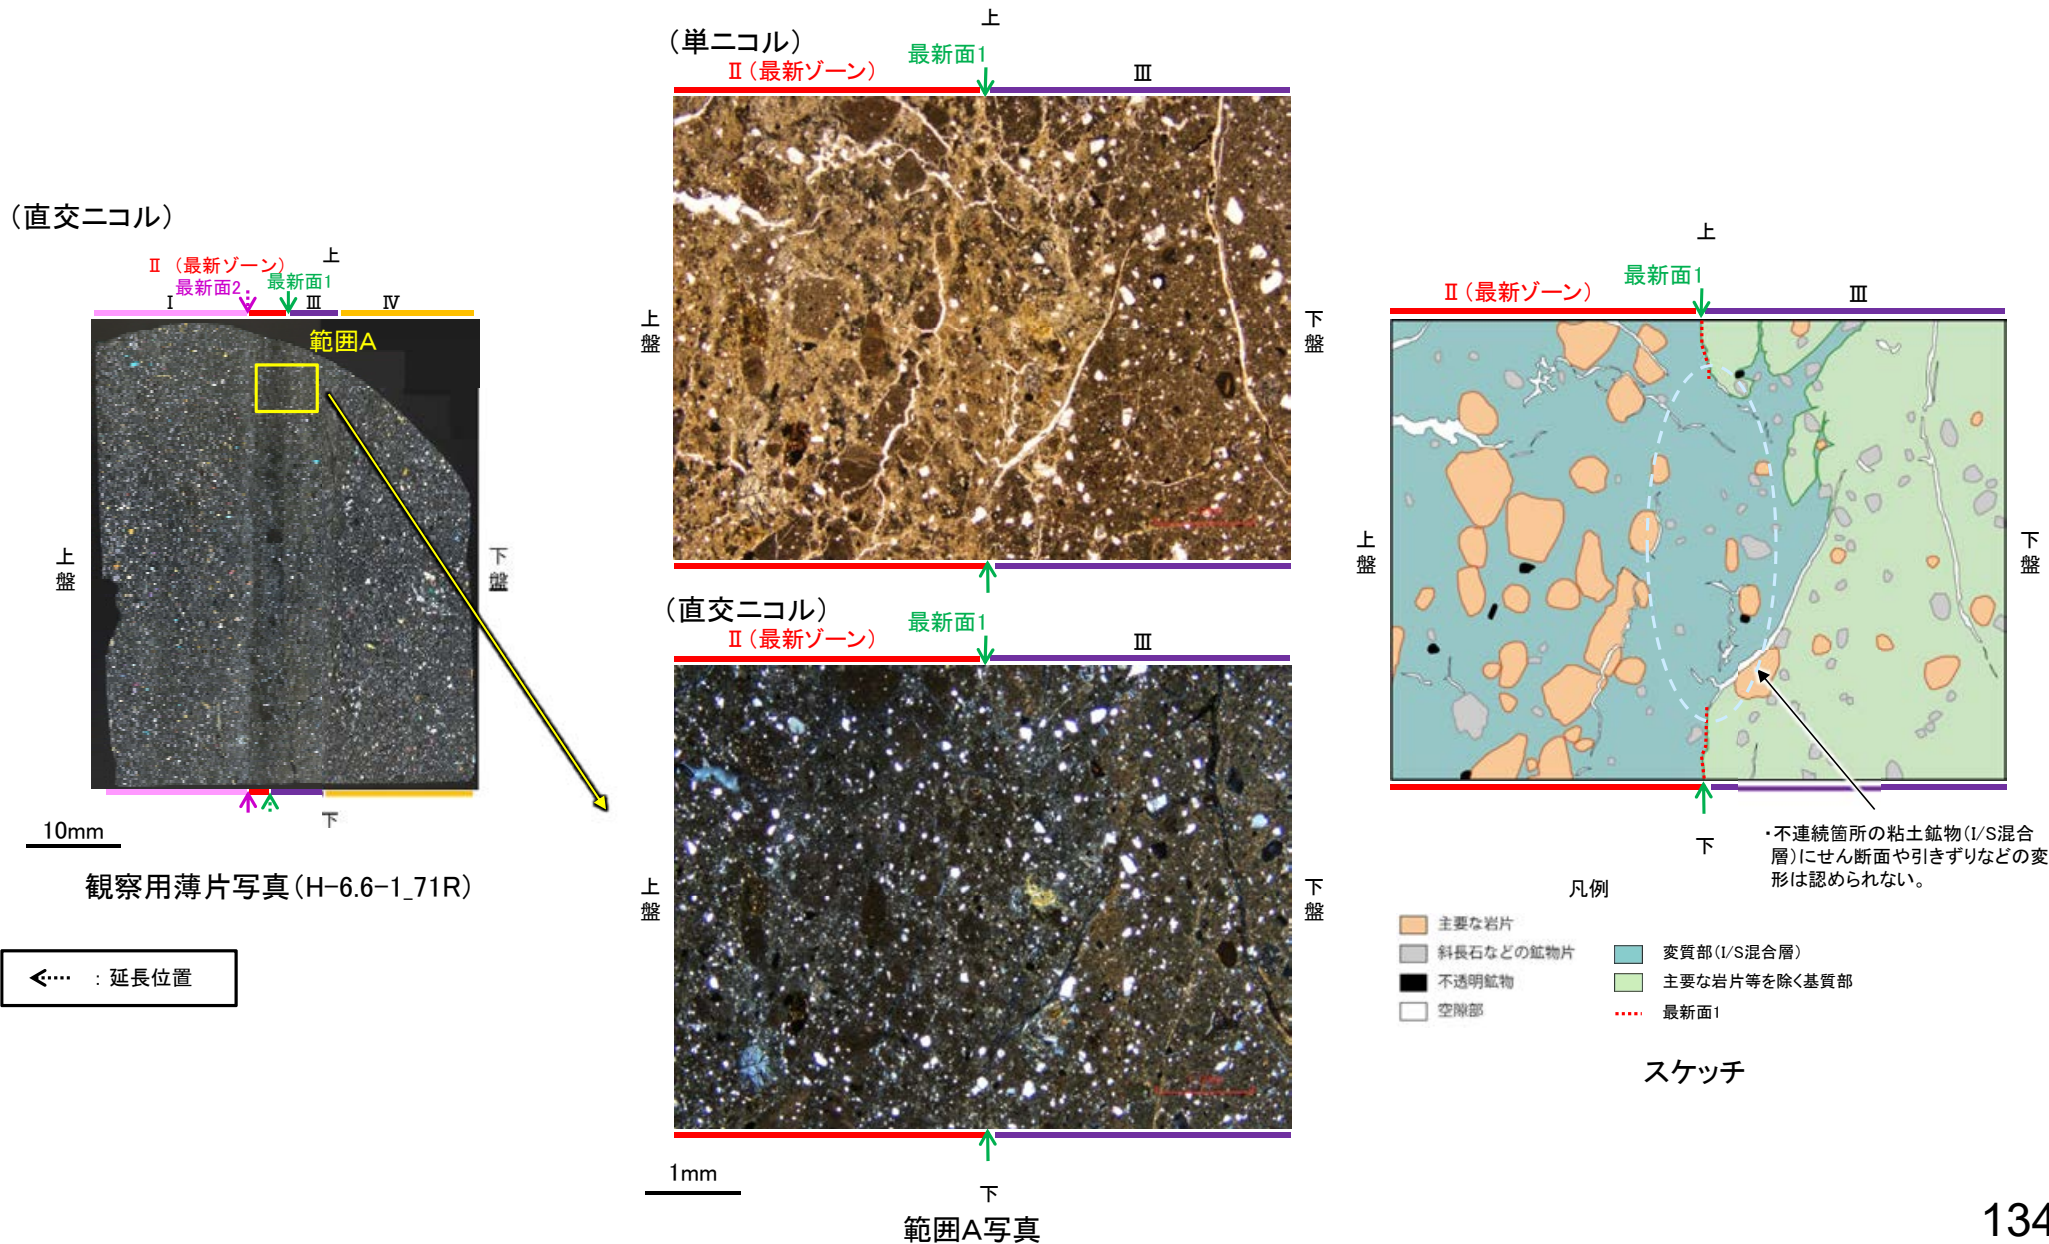 (直交ニコル)
Ⅱ (最新ゾーン)
上
最新面2
最新面1
Ⅰ
Ⅲ
Ⅳ
範囲A
上盤
下盤
下
10mm
観察用薄片写真(H-6.6-1_71R)
：延長位置
(単ニコル)
上
最新面1
Ⅱ(最新ゾーン)
Ⅲ
上盤
下盤
(直交ニコル)
最新面1
Ⅱ(最新ゾーン)
Ⅲ
上盤
下盤
1mm
下
範囲A写真
上
最新面1
Ⅱ(最新ゾーン)
Ⅲ
上盤
下盤
下
・不連続箇所の粘土鉱物(I/S混合
層)にせん断面や引きずりなどの変
形は認められない。
凡例
主要な岩片
斜長石などの鉱物片
不透明鉱物
空隙部
変質部(I/S混合層)
主要な岩片等を除く基質部
最新面1
スケッチ
134